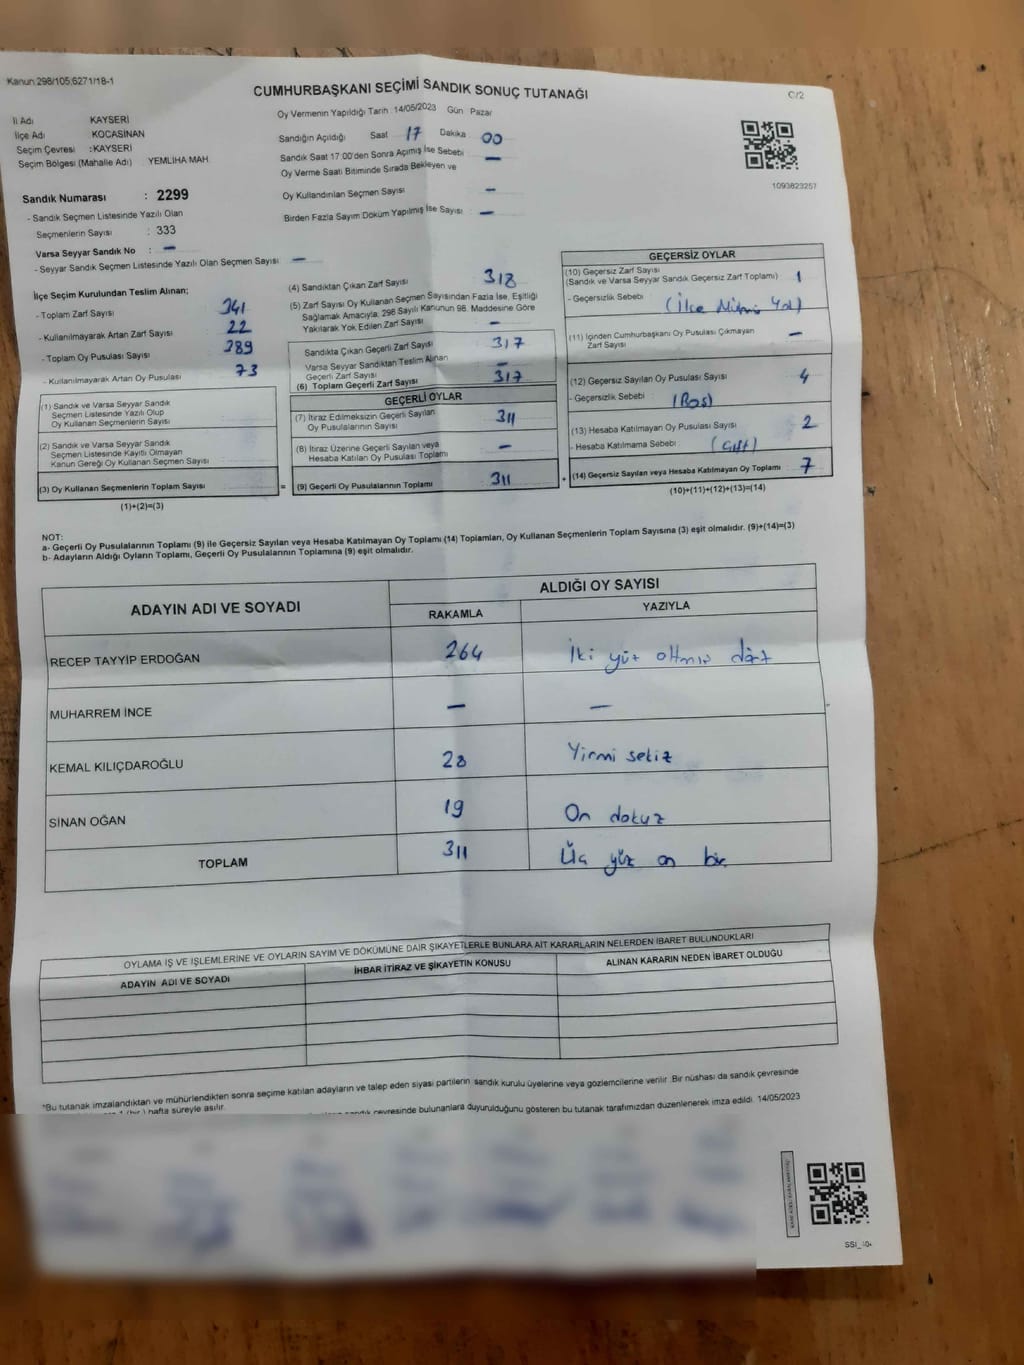 Kanun 298/105;6271/18-1
CUMHURBAŞKANI SEÇİMİ SANDIK SONUÇ TUTANAĞI
C/2
İl Adı KAYSERİ
İlçe Adı KOCASİNAN
Seçim Çevresi :KAYSERİ
Seçim Bölgesi (Mahalle Adı) YEMLİHA MAH.
Oy Vermenin Yapıldığı Tarih : 14/05/2023 Gün Pazar
Sandığın Açıldığı Saat 17 Dakika 00
Sandık Saat 17:00'den Sonra Açımış İse Sebebi —
Oy Verme Saati Bitiminde Sırada Bekleyen ve
Oy Kullandırılan Seçmen Sayısı —
Birden Fazla Sayım Döküm Yapılmış İse Sayısı —
1093823257
Sandık Numarası : 2299
- Sandık Seçmen Listesinde Yazılı Olan
Seçmenlerin Sayısı : 333
Varsa Seyyar Sandık No : —
- Seyyar Sandık Seçmen Listesinde Yazılı Olan Seçmen Sayısı —
İlçe Seçim Kurulundan Teslim Alınan;
- Toplam Zarf Sayısı 341
- Kullanılmayarak Artan Zarf Sayısı 22
- Toplam Oy Pusulası Sayısı 389
- Kullanılmayarak Artan Oy Pusulası 73
(1) Sandık ve Varsa Seyyar Sandık
Seçmen Listesinde Yazılı Olup
Oy Kullanan Seçmenlerin Sayısı
(2) Sandık ve Varsa Seyyar Sandık
Seçmen Listesinde Kayıtlı Olmayan
Kanun Gereği Oy Kullanan Seçmen Sayısı
(3) Oy Kullanan Seçmenlerin Toplam Sayısı
(1)+(2)=(3)
(4) Sandıktan Çıkan Zarf Sayısı 318
(5) Zarf Sayısı Oy Kullanan Seçmen Sayısından Fazla İse, Eşitliği
Sağlamak Amacıyla; 298 Sayılı Kanunun 98. Maddesine Göre
Yakılarak Yok Edilen Zarf Sayısı —
Sandıkta Çıkan Geçerli Zarf Sayısı 317
Varsa Seyyar Sandıktan Teslim Alınan
Geçerli Zarf Sayısı —
(6) Toplam Geçerli Zarf Sayısı 317
GEÇERLİ OYLAR
(7) İtiraz Edilmeksizin Geçerli Sayılan
Oy Pusulalarının Sayısı 311
(8) İtiraz Üzerine Geçerli Sayılan veya
Hesaba Katılan Oy Pusulası Toplamı —
= (9) Geçerli Oy Pusulalarının Toplamı 311 +
GEÇERSİZ OYLAR
(10) Geçersiz Zarf Sayısı
(Sandık ve Varsa Seyyar Sandık Geçersiz Zarf Toplamı) 1
- Geçersizlik Sebebi : (İlçe Mührü Yok)
(11) İçinden Cumhurbaşkanı Oy Pusulası Çıkmayan
Zarf Sayısı —
(12) Geçersiz Sayılan Oy Pusulası Sayısı 4
- Geçersizlik Sebebi : (Boş)
(13) Hesaba Katılmayan Oy Pusulası Sayısı 2
- Hesaba Katılmama Sebebi : (Çift)
(14) Geçersiz Sayılan veya Hesaba Katılmayan Oy Toplamı 7
(10)+(11)+(12)+(13)=(14)
NOT:
a- Geçerli Oy Pusulalarının Toplamı (9) ile Geçersiz Sayılan veya Hesaba Katılmayan Oy Toplamı (14) Toplamları, Oy Kullanan Seçmenlerin Toplam Sayısına (3) eşit olmalıdır. (9)+(14)=(3)
b- Adayların Aldığı Oyların Toplamı, Geçerli Oy Pusulalarının Toplamına (9) eşit olmalıdır.
ADAYIN ADI VE SOYADI
ALDIĞI OY SAYISI
RAKAMLA YAZIYLA
RECEP TAYYİP ERDOĞAN 264 İki yüz altmış dört
MUHARREM İNCE — —
KEMAL KILIÇDAROĞLU 28 Yirmi sekiz
SİNAN OĞAN 19 On dokuz
TOPLAM 311 Üç yüz on bir
OYLAMA İŞ VE İŞLEMLERİNE VE OYLARIN SAYIM VE DÖKÜMÜNE DAİR ŞİKAYETLERLE BUNLARA AİT KARARLARIN NELERDEN İBARET BULUNDUKLARI
ADAYIN ADI VE SOYADI İHBAR İTİRAZ VE ŞİKAYETİN KONUSU ALINAN KARARIN NEDEN İBARET OLDUĞU
*Bu tutanak imzalandıktan ve mühürlendikten sonra seçime katılan adayların ve talep eden siyasi partilerin sandık kurulu üyelerine veya gözlemcilerine verilir. Bir nüshası da sandık çevresinde
1 (bir) hafta süreyle asılır.
sandık çevresinde bulunanlara duyurulduğunu gösteren bu tutanak tarafımızdan düzenlenerek imza edildi. 14/05/2023